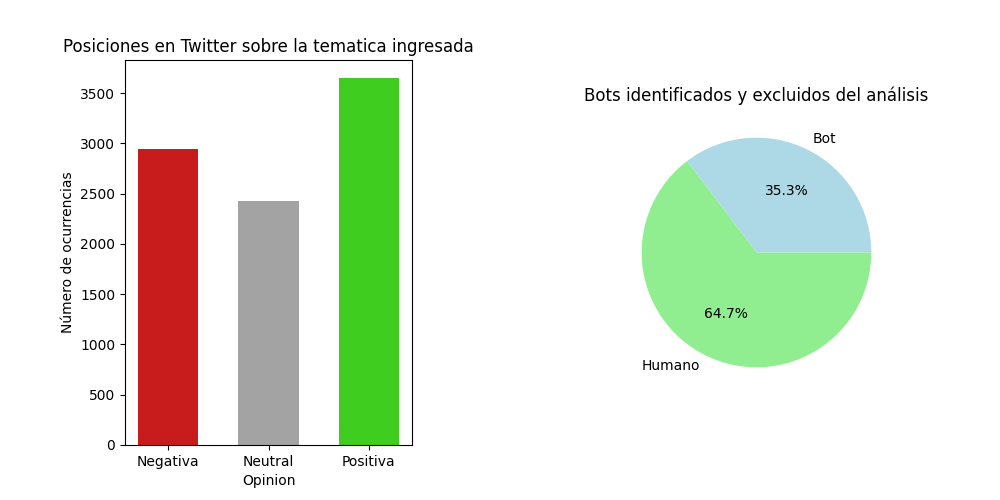 Posiciones en Twitter sobre la tematica ingresada
Número de ocurrencias
3500
3000
2500
2000
1500
1000
500
0
Negativa
Neutral
Positiva
Opinion
Bots identificados y excluidos del análisis
Bot
35.3%
64.7%
Humano